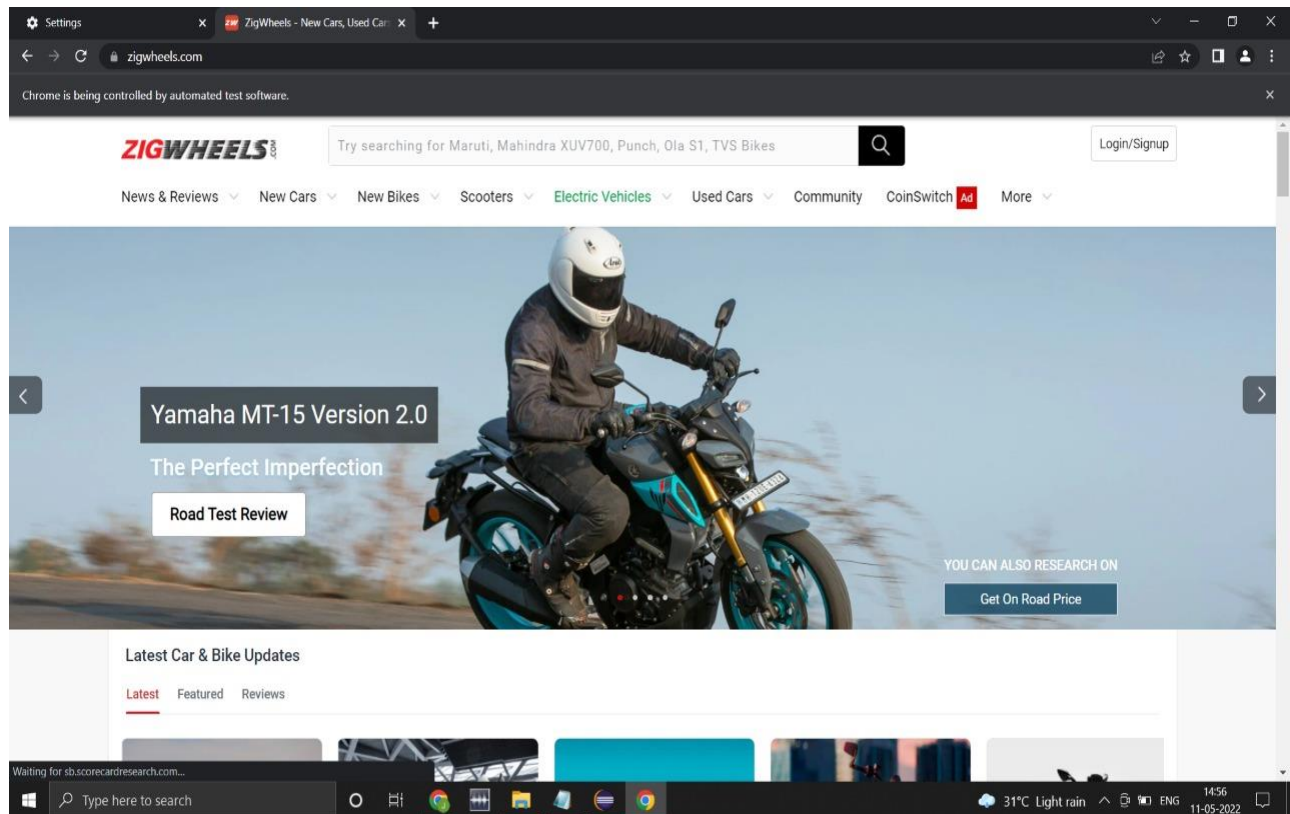 Settings
ZigWheels - New Cars, Used Car
zigwheels.com
Chrome is being controlled by automated test software.
ZIGWHEELS.com
Try searching for Maruti, Mahindra XUV700, Punch, Ola S1, TVS Bikes
Login/Signup
News & Reviews New Cars New Bikes Scooters Electric Vehicles Used Cars Community CoinSwitch Ad More
Arai
Yamaha MT-15 Version 2.0
The Perfect Imperfection
Road Test Review
YOU CAN ALSO RESEARCH ON
Get On Road Price
Latest Car & Bike Updates
Latest Featured Reviews
Waiting for sb.scorecardresearch.com...
Type here to search
31°C Light rain ENG
14:56
11-05-2022